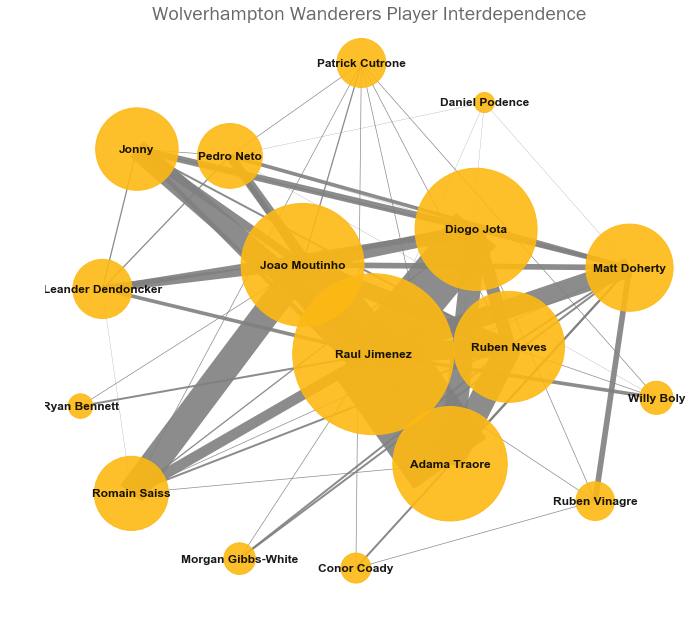 Wolverhampton Wanderers Player Interdependence
Patrick Cutrone
Daniel Podence
Jonny
Pedro Neto
Diogo Jota
Joao Moutinho
Matt Doherty
Leander Dendoncker
Raul Jimenez
Ruben Neves
Willy Boly
Ryan Bennett
Adama Traore
Romain Saiss
Ruben Vinagre
Morgan Gibbs-White
Conor Coady